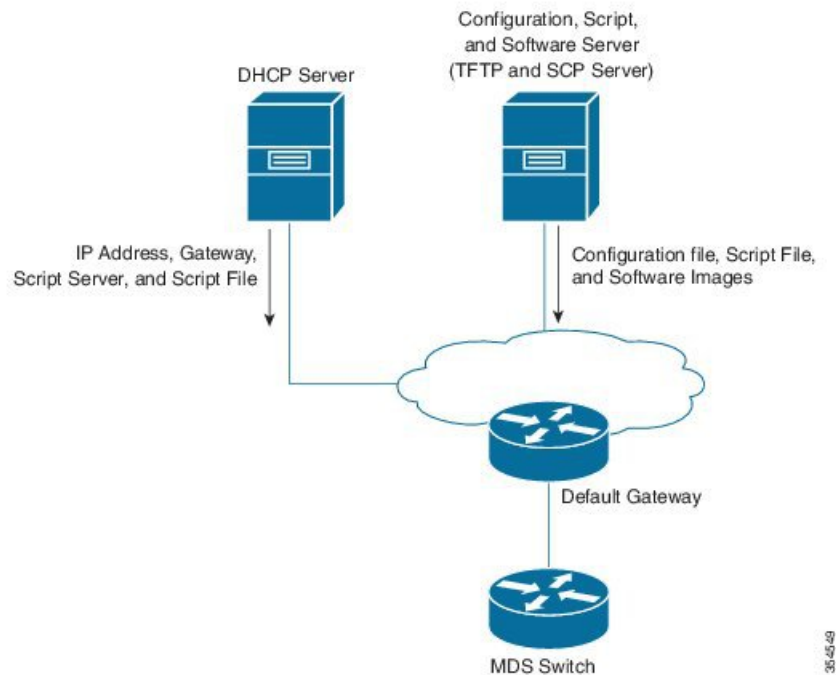 Configuration, Script,
and Software Server
(TFTP and SCP Server)
DHCP Server
IP Address, Gateway,
Script Server, and Script File
Configuration file, Script File,
and Software Images
Default Gateway
MDS Switch
354549